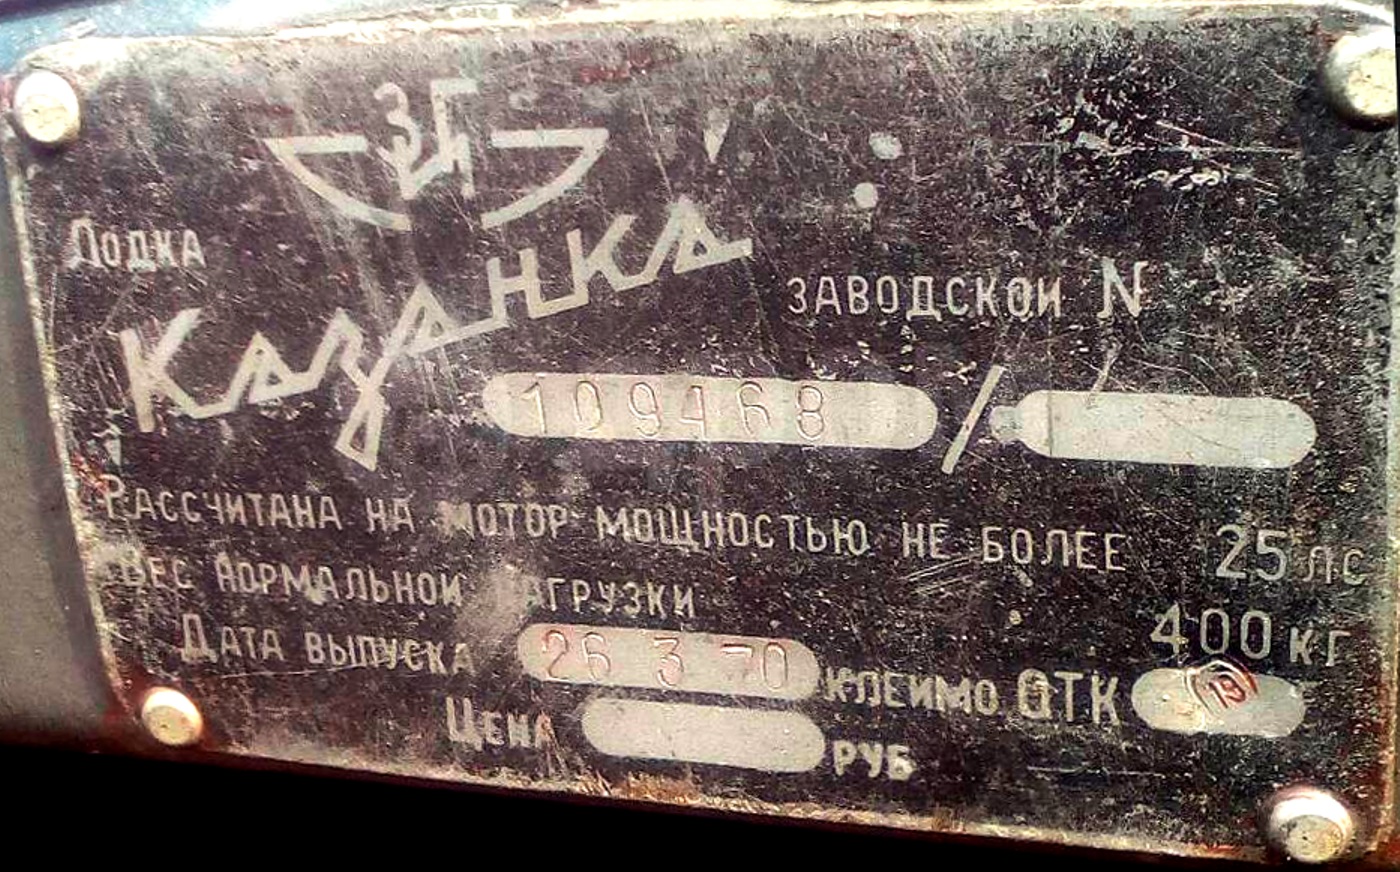 ЛОДКА
Казанка
ЗАВОДСКОЙ N
109468 /
РАССЧИТАНА НА МОТОР МОЩНОСТЬЮ НЕ БОЛЕЕ 25 ЛС
ВЕС НОРМАЛЬНОЙ НАГРУЗКИ 400 КГ
ДАТА ВЫПУСКА 26 3 70 КЛЕЙМО ОТК 13
ЦЕНА РУБ